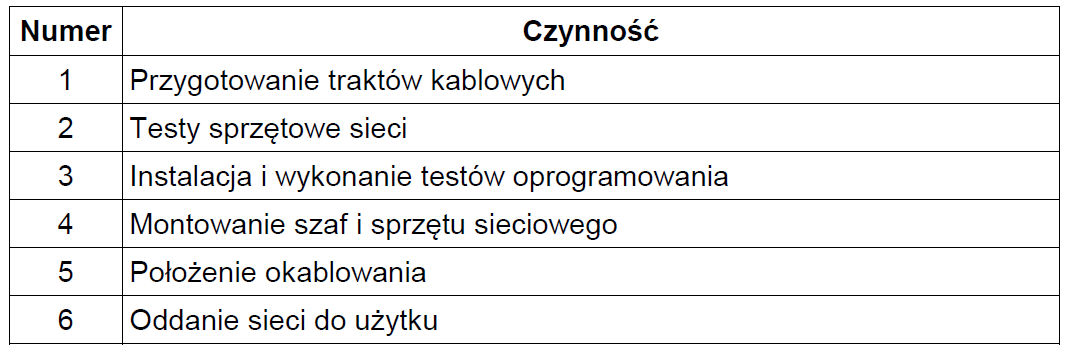 Numer Czynność
1 Przygotowanie traktów kablowych
2 Testy sprzętowe sieci
3 Instalacja i wykonanie testów oprogramowania
4 Montowanie szaf i sprzętu sieciowego
5 Położenie okablowania
6 Oddanie sieci do użytku